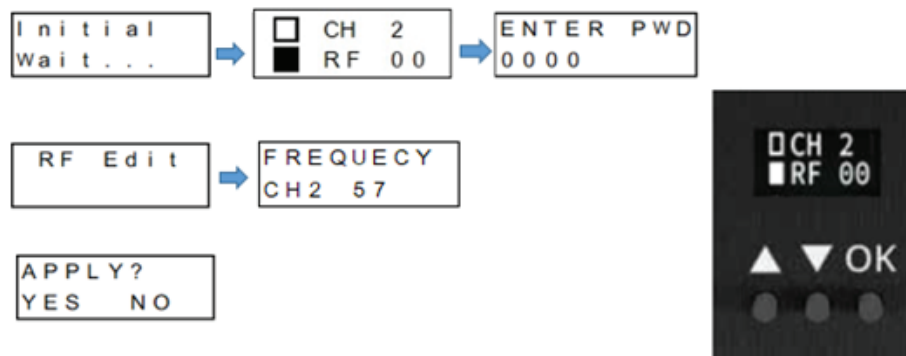 Initial
Wait...
CH 2
RF 00
ENTER PWD
0000
RF Edit
FREQUECY
CH2 57
APPLY?
YES NO
CH 2
RF 00
OK